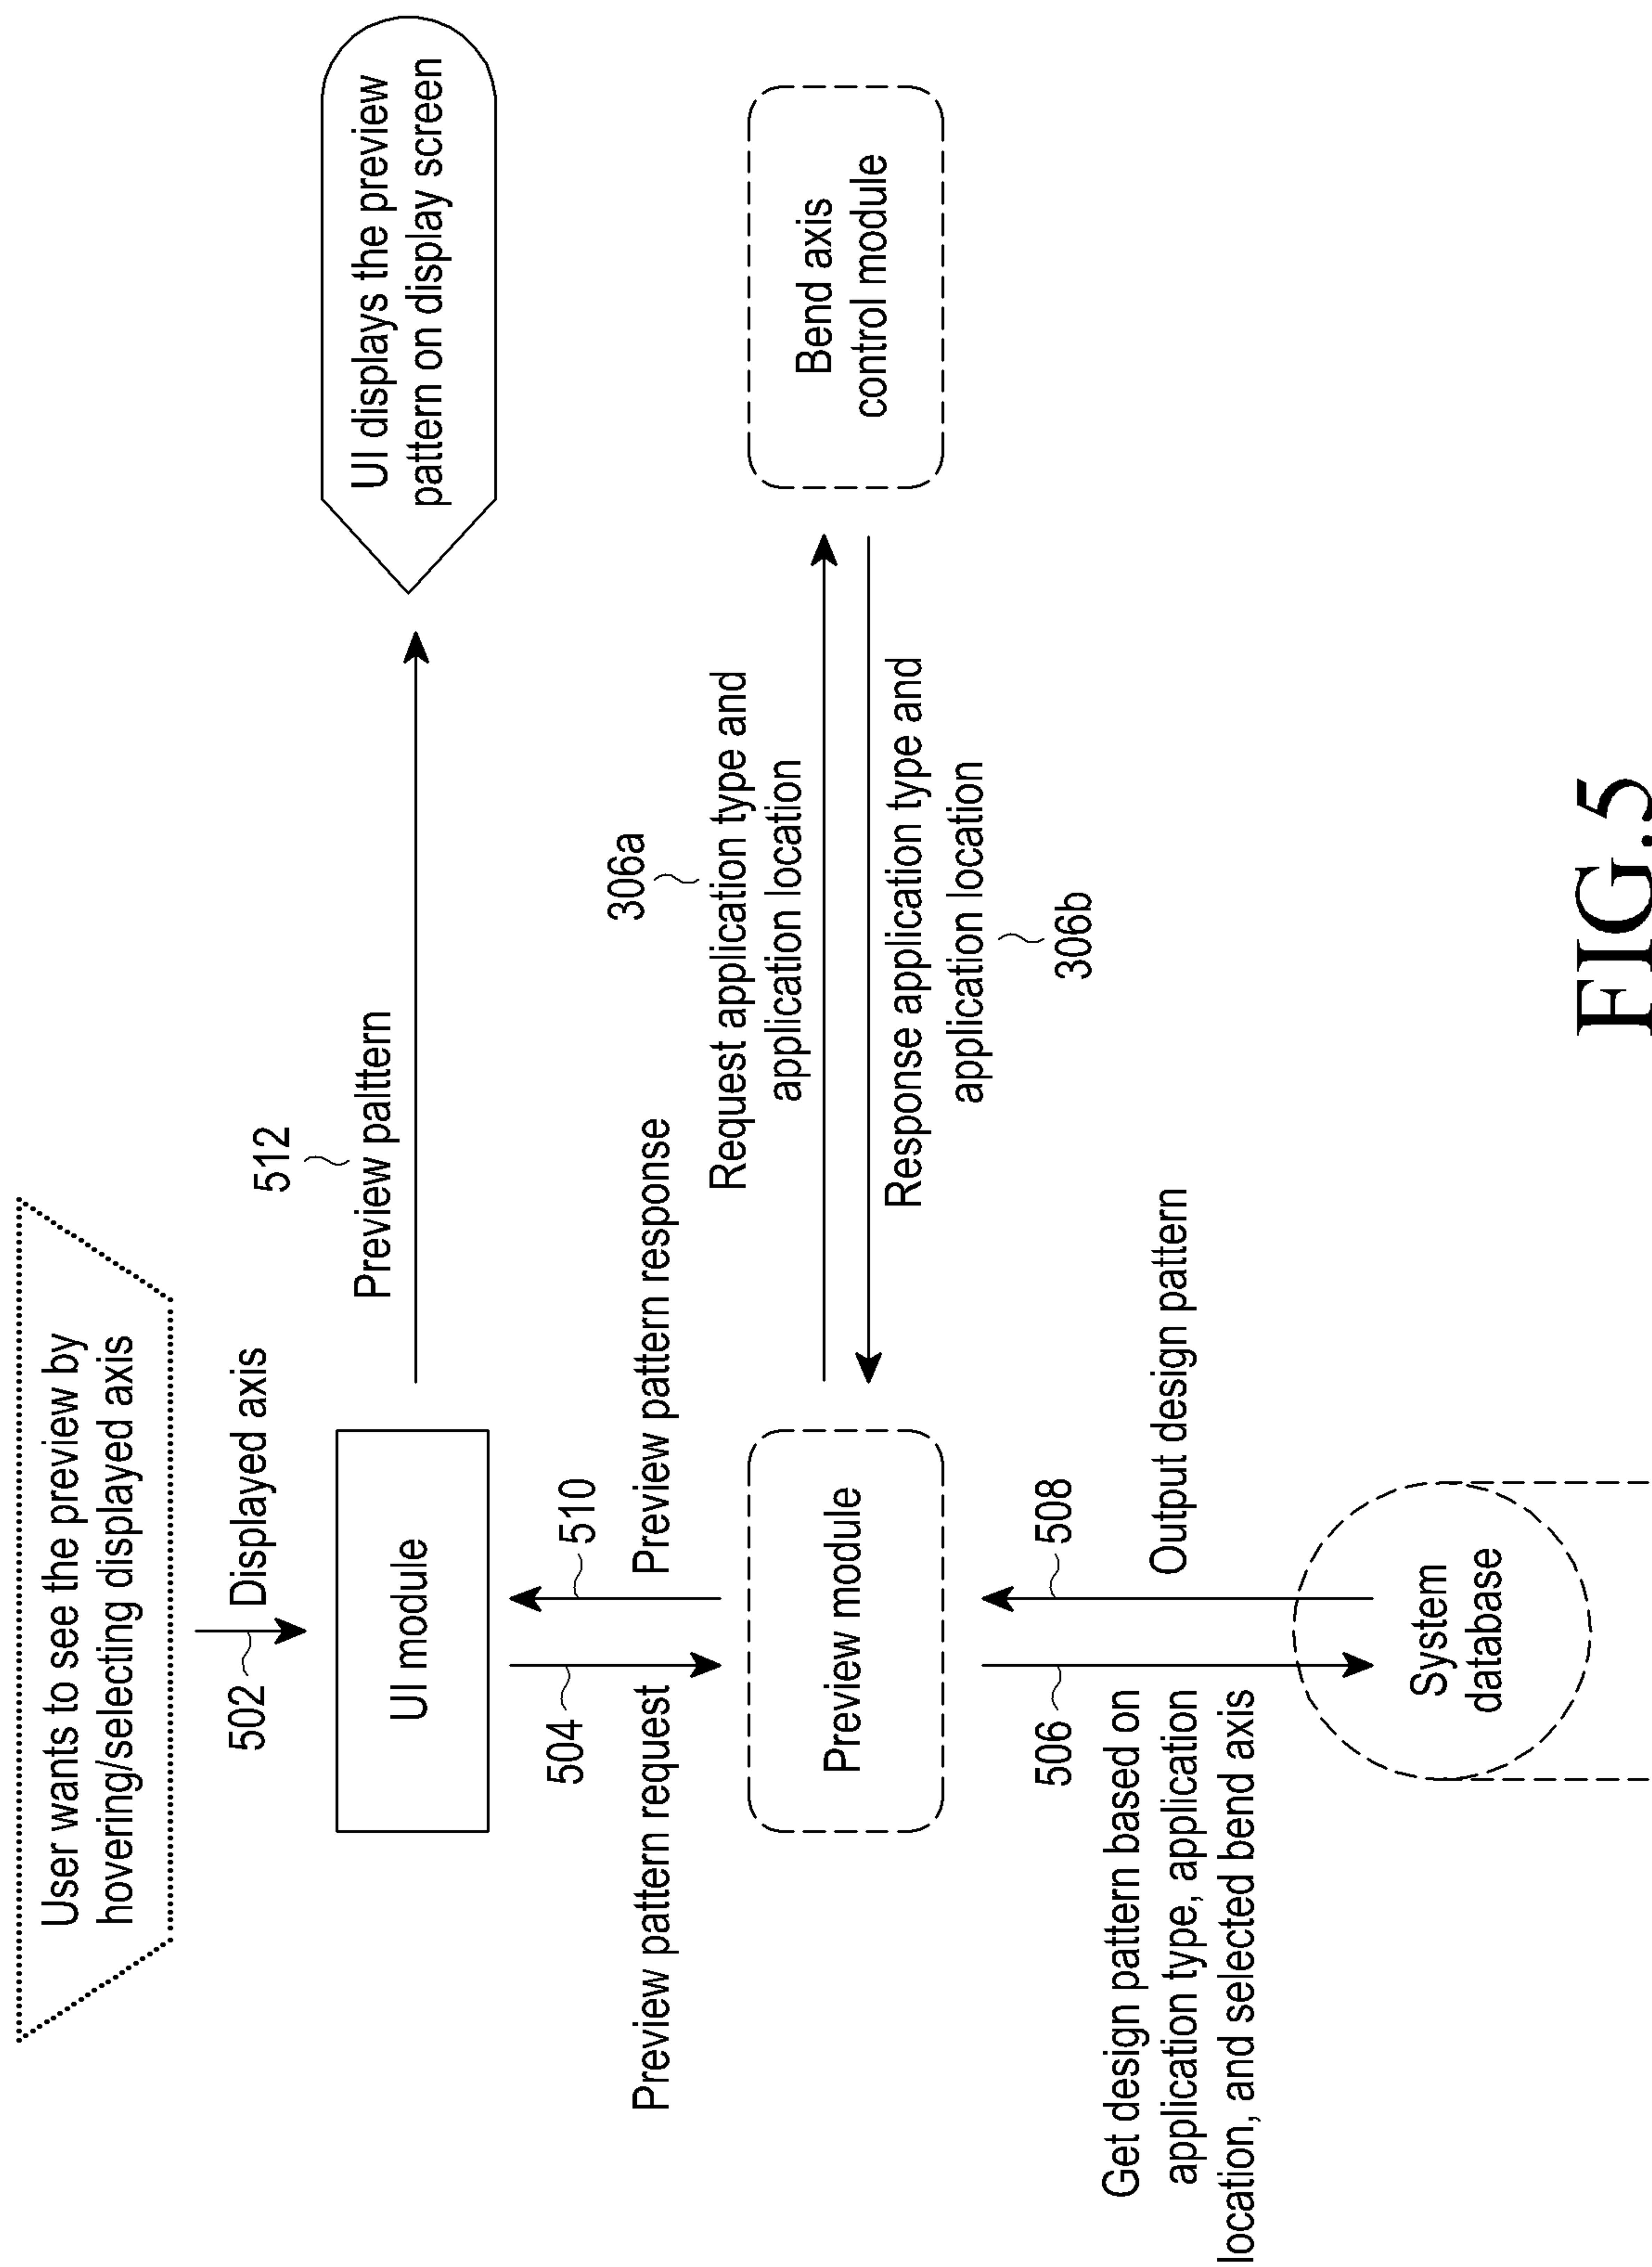 User wants to see the preview by
hovering/selecting displayed axis
502
Displayed axis
UI module
512
Preview palttern
UI displays the preview
pattern on display screen
504
Preview pattern request
510
Preview pattern response
Preview module
306a
Request application type and
application location
Response application type and
application location
306b
Bend axis
control module
506
Get design pattern based on
application type, application
location, and selected bend axis
508
Output design pattern
System
database
FIG.5